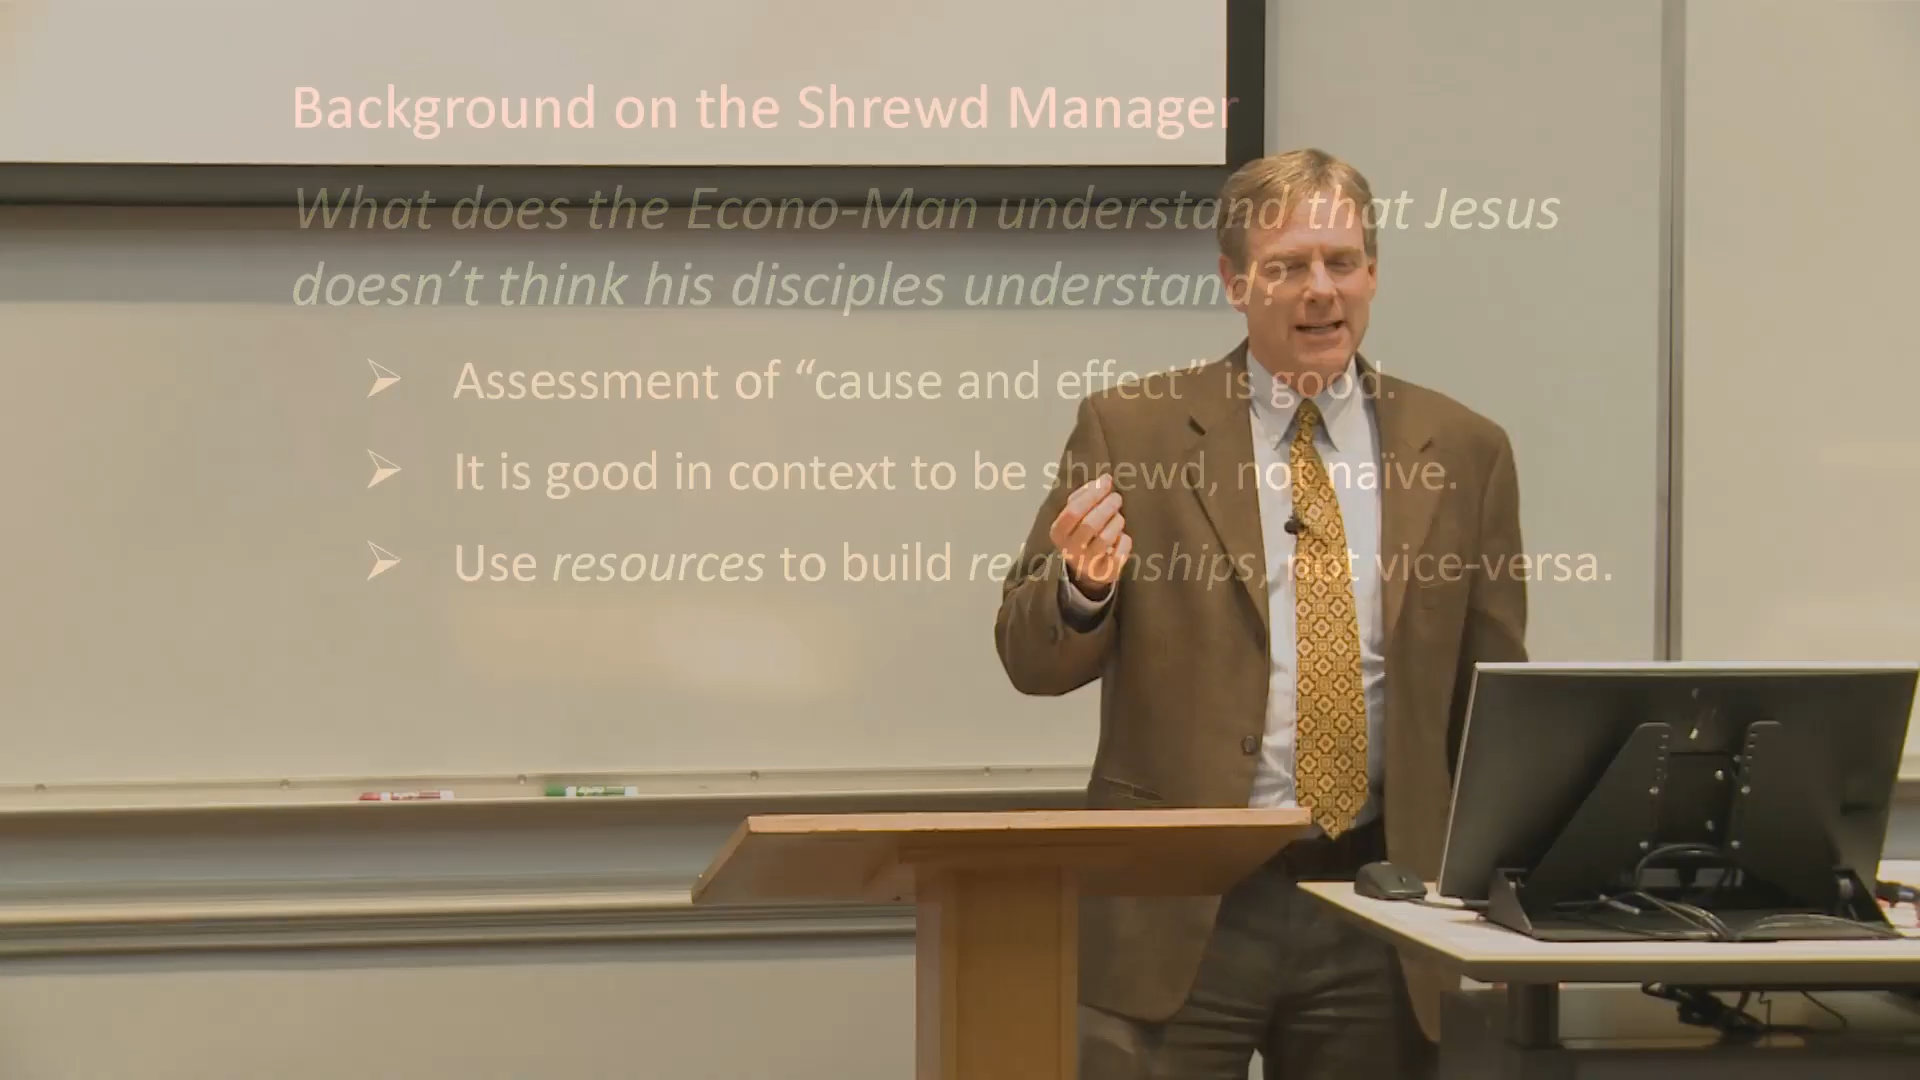 Background on the Shrewd Manager
What does the Econo-Man understand that Jesus
doesn't think his disciples understand?
Assessment of “cause and effect” is good.
It is good in context to be shrewd, not naïve.
Use resources to build relationships, not vice-versa.